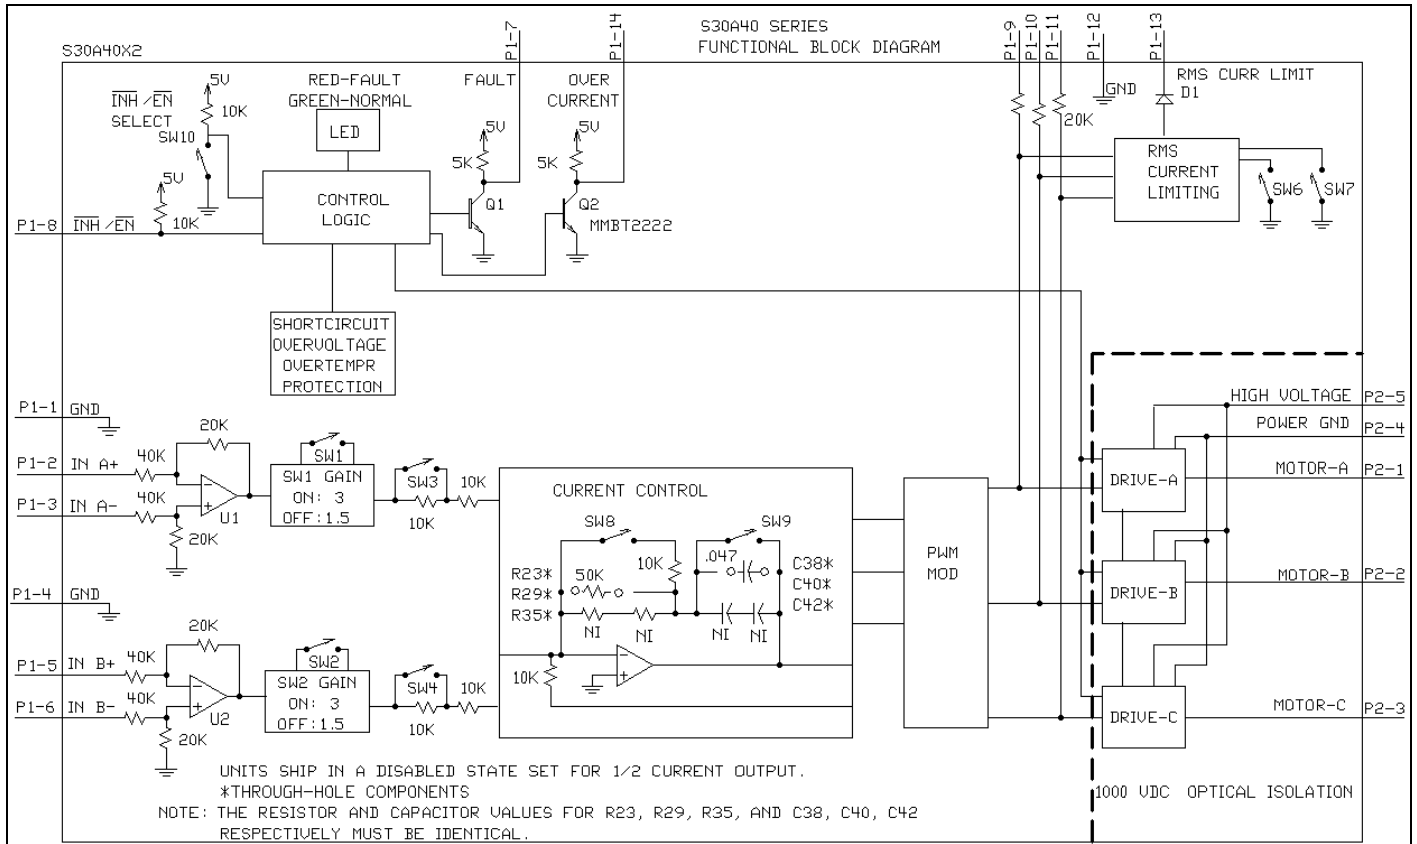 S30A40 SERIES
FUNCTIONAL BLOCK DIAGRAM
S30A40X2
P1-7
P1-14
P1-9
P1-10
P1-11
P1-12
P1-13
RED-FAULT
GREEN-NORMAL
LED
FAULT
OVER
CURRENT
GND
RMS CURR LIMIT
D1
20K
5V
INH/EN
SELECT
10K
SW10
5V
10K
P1-8
INH/EN
CONTROL
LOGIC
5V
5K
Q1
5V
5K
Q2
MMBT2222
RMS
CURRENT
LIMITING
SW6
SW7
SHORTCIRCUIT
OVERVOLTAGE
OVERTEMPR
PROTECTION
P1-1
GND
P1-2
IN A+
P1-3
IN A-
40K
40K
20K
20K
U1
SW1
SW1 GAIN
ON: 3
OFF:1.5
SW3
10K
10K
P1-4
GND
P1-5
IN B+
P1-6
IN B-
40K
40K
20K
20K
U2
SW2
SW2 GAIN
ON: 3
OFF:1.5
SW4
10K
10K
CURRENT CONTROL
SW8
SW9
R23*
R29*
R35*
50K
10K
.047
C38*
C40*
C42*
NI
NI
NI
NI
10K
PWM
MOD
HIGH VOLTAGE
P2-5
POWER GND
P2-4
DRIVE-A
MOTOR-A
P2-1
DRIVE-B
MOTOR-B
P2-2
DRIVE-C
MOTOR-C
P2-3
1000 VDC OPTICAL ISOLATION
UNITS SHIP IN A DISABLED STATE SET FOR 1/2 CURRENT OUTPUT.
*THROUGH-HOLE COMPONENTS
NOTE: THE RESISTOR AND CAPACITOR VALUES FOR R23, R29, R35, AND C38, C40, C42
RESPECTIVELY MUST BE IDENTICAL.